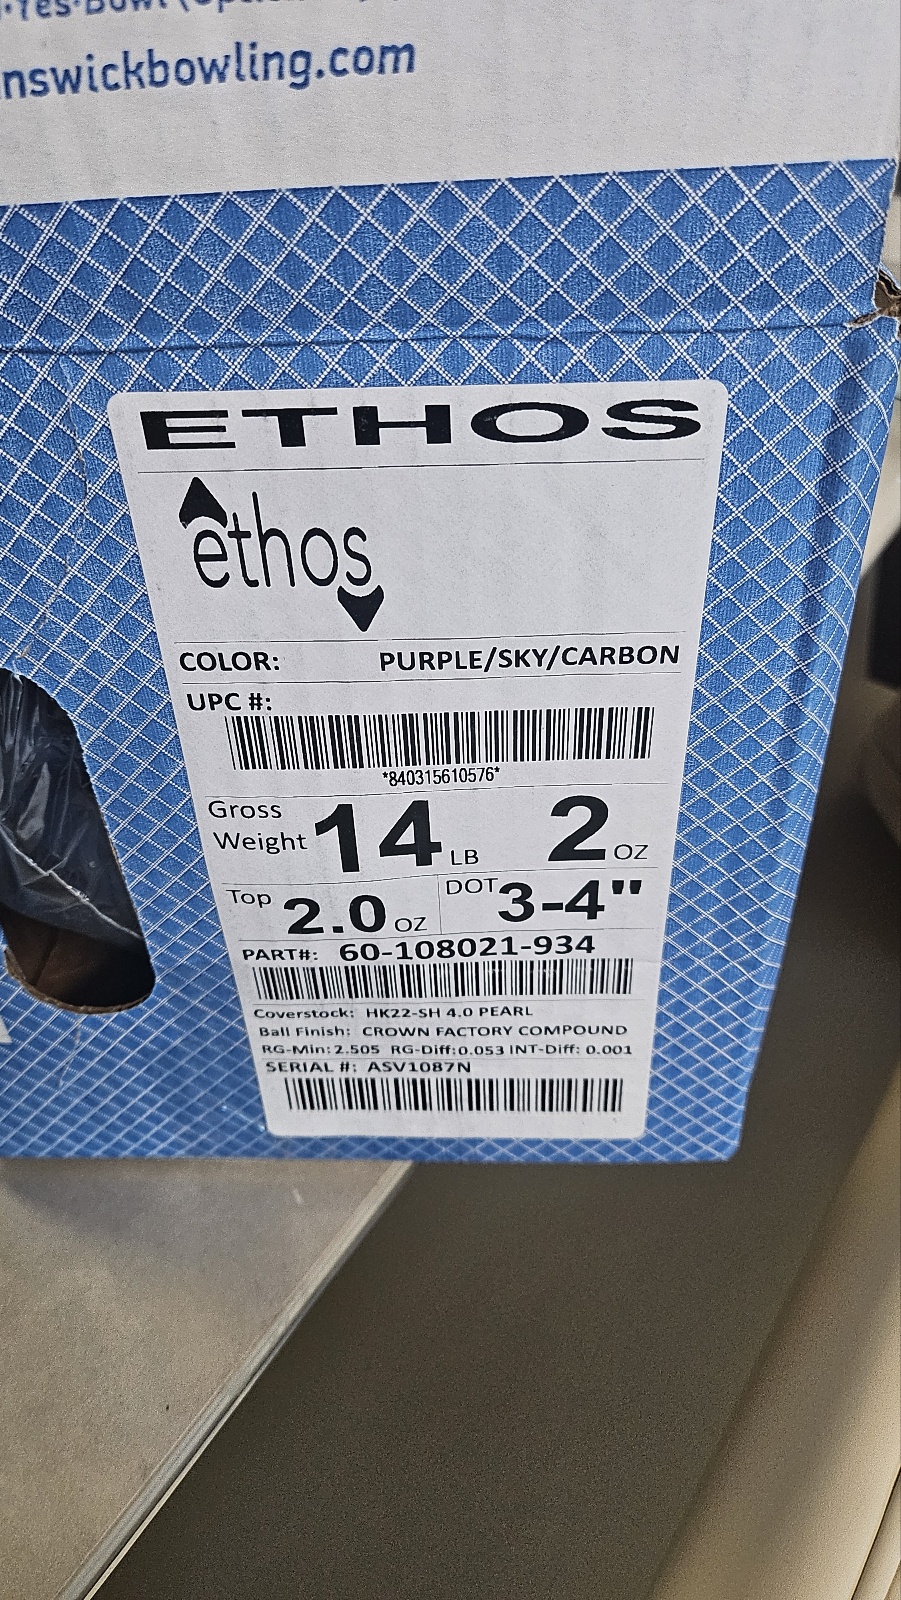 nswickbowling.com
ETHOS
ethos
COLOR: PURPLE/SKY/CARBON
UPC #:
*840315610576*
Gross Weight 14 LB 2 OZ
Top 2.0 OZ DOT 3-4"
PART#: 60-108021-934
Coverstock: HK22-SH 4.0 PEARL
Ball Finish: CROWN FACTORY COMPOUND
RG-Min: 2.505 RG-Diff: 0.053 INT-Diff: 0.001
SERIAL #: ASV1087N